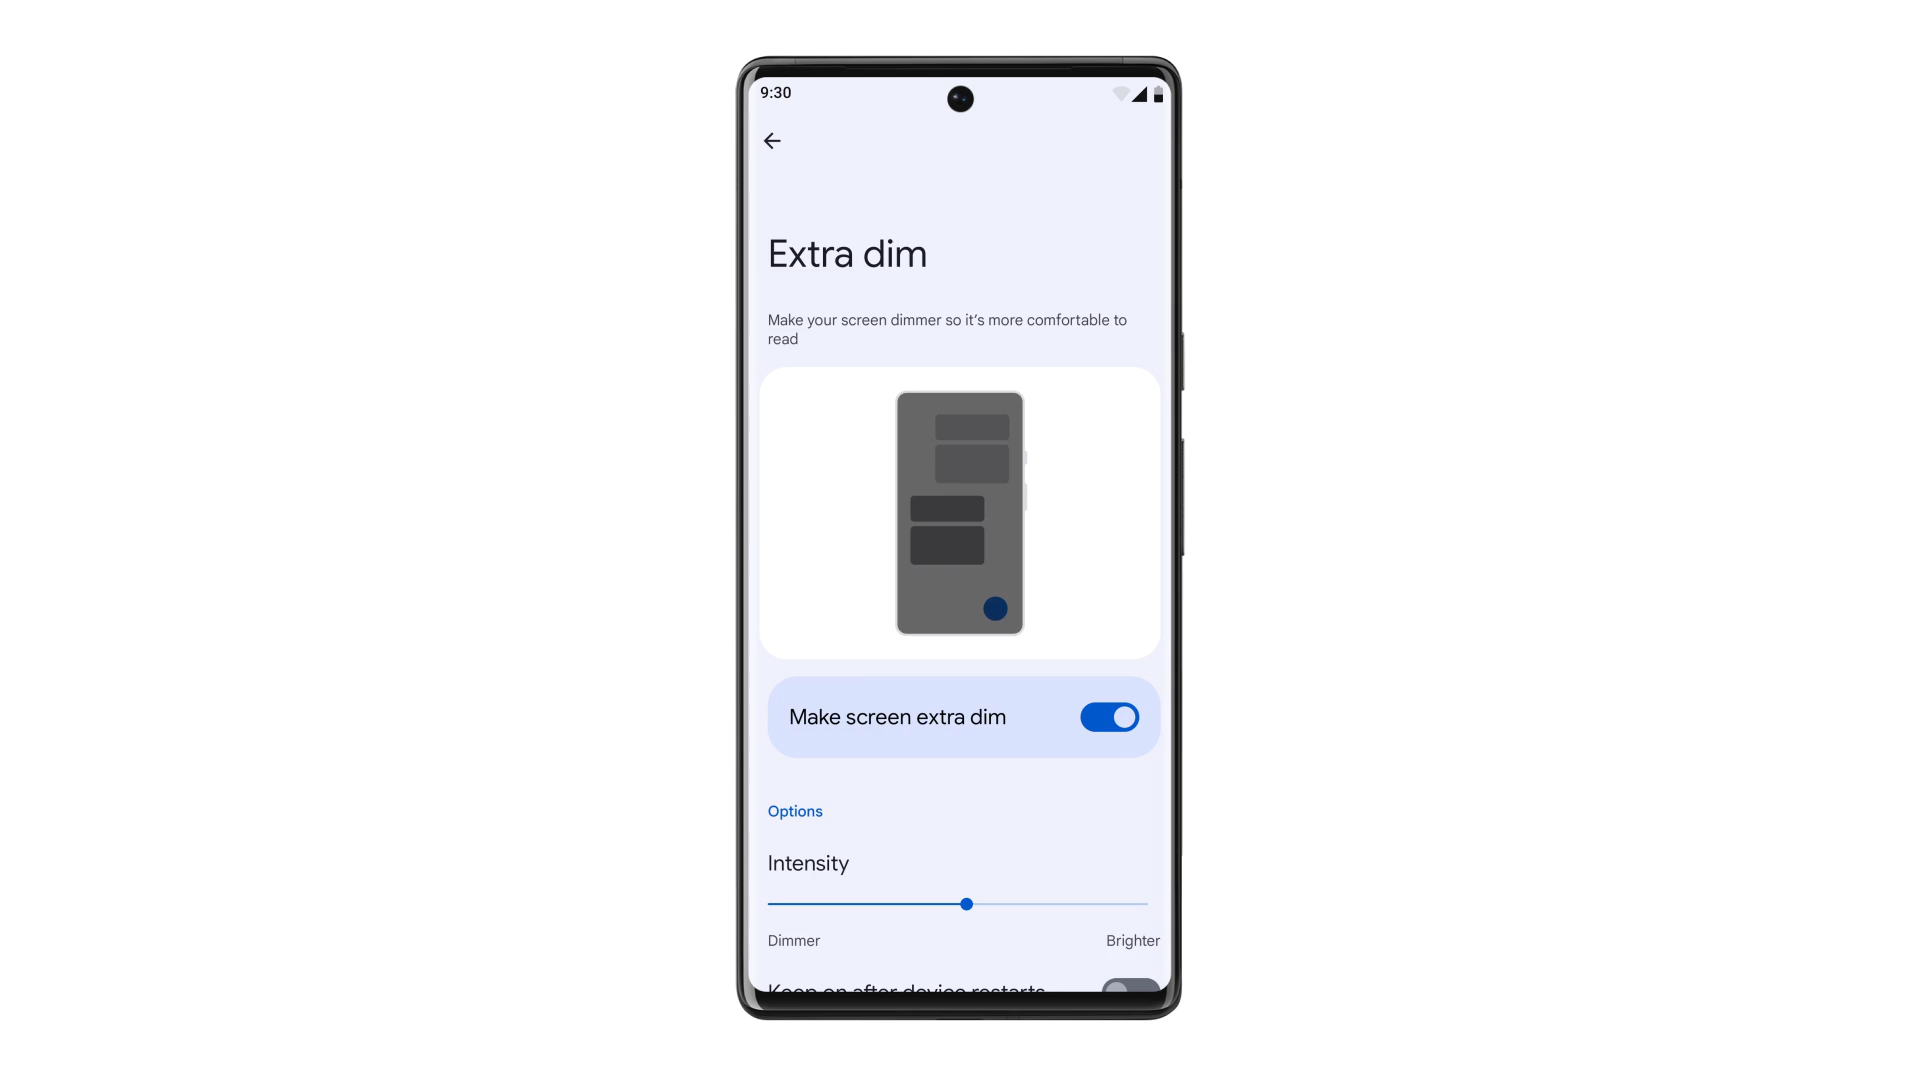 9:30
Extra dim
Make your screen dimmer so it's more comfortable to
read
Make screen extra dim
Options
Intensity
Dimmer
Brighter
Keep on after device restarts